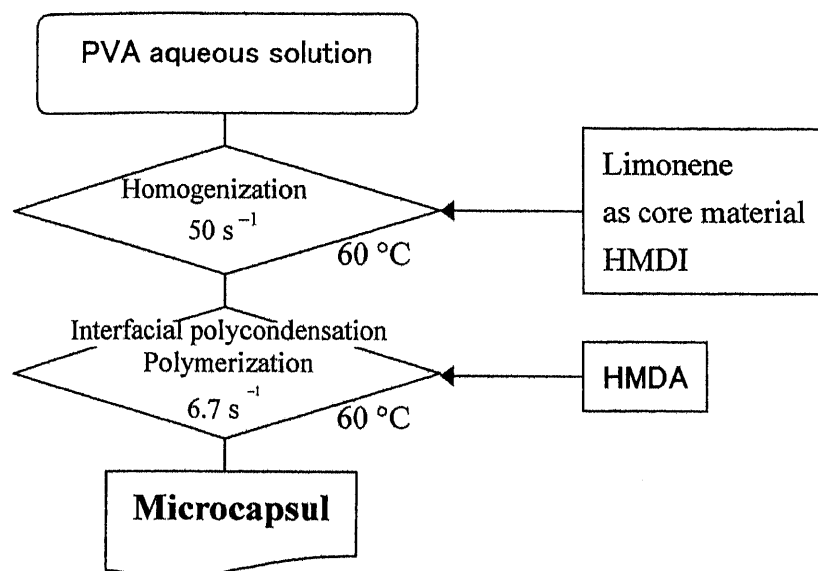 PVA aqueous solution
Homogenization
50 s⁻¹
60 °C
Limonene
as core material
HMDI
Interfacial polycondensation
Polymerization
6.7 s⁻¹
60 °C
HMDA
Microcapsul